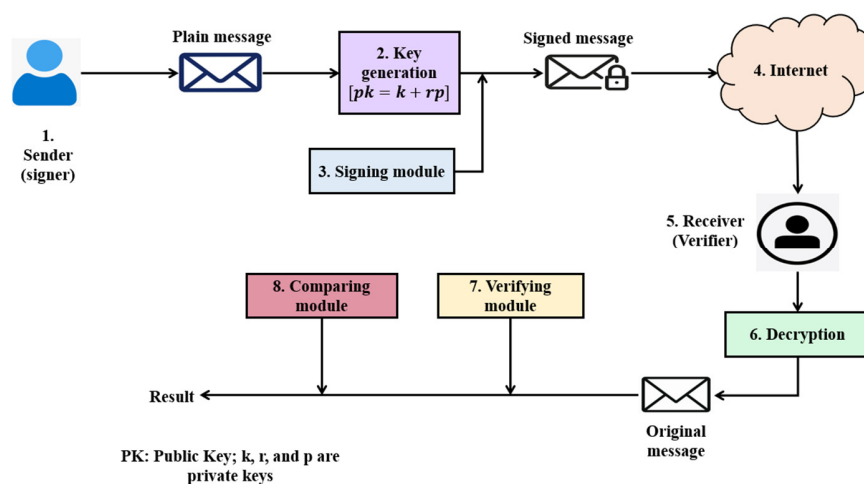 Plain message
2. Key
generation
[pk = k + rp]
Signed message
4. Internet
1.
Sender
(signer)
3. Signing module
5. Receiver
(Verifier)
8. Comparing
module
7. Verifying
module
6. Decryption
Result
Original
message
PK: Public Key; k, r, and p are
private keys